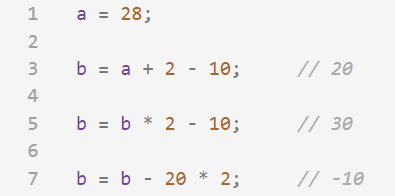 1 a = 28;
2
3 b = a + 2 - 10; // 20
4
5 b = b * 2 - 10; // 30
6
7 b = b - 20 * 2; // -10